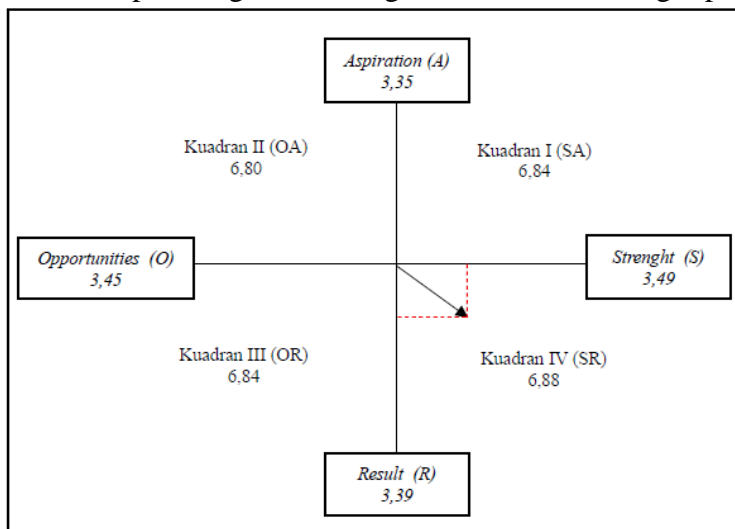 Aspiration (A)
3,35
Kuadran II (OA)
6,80
Kuadran I (SA)
6,84
Opportunities (O)
3,45
Strenght (S)
3,49
Kuadran III (OR)
6,84
Kuadran IV (SR)
6,88
Result (R)
3,39